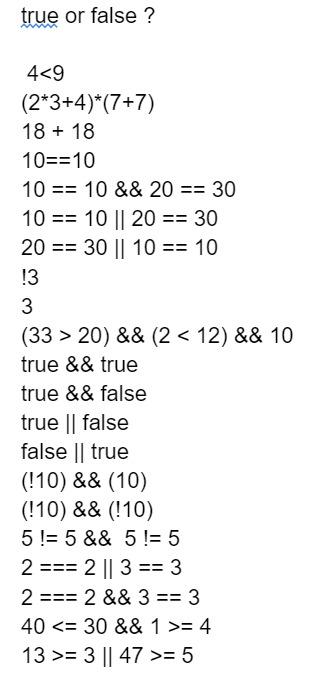 true or false ?
4<9
(2*3+4)*(7+7)
18 + 18
10==10
10 == 10 && 20 == 30
10 == 10 || 20 == 30
20 == 30 || 10 == 10
!3
3
(33 > 20) && (2 < 12) && 10
true && true
true && false
true || false
false || true
(!10) && (10)
(!10) && (!10)
5 != 5 &&  5 != 5
2 === 2 || 3 == 3
2 === 2 && 3 == 3
40 <= 30 && 1 >= 4
13 >= 3 || 47 >= 5